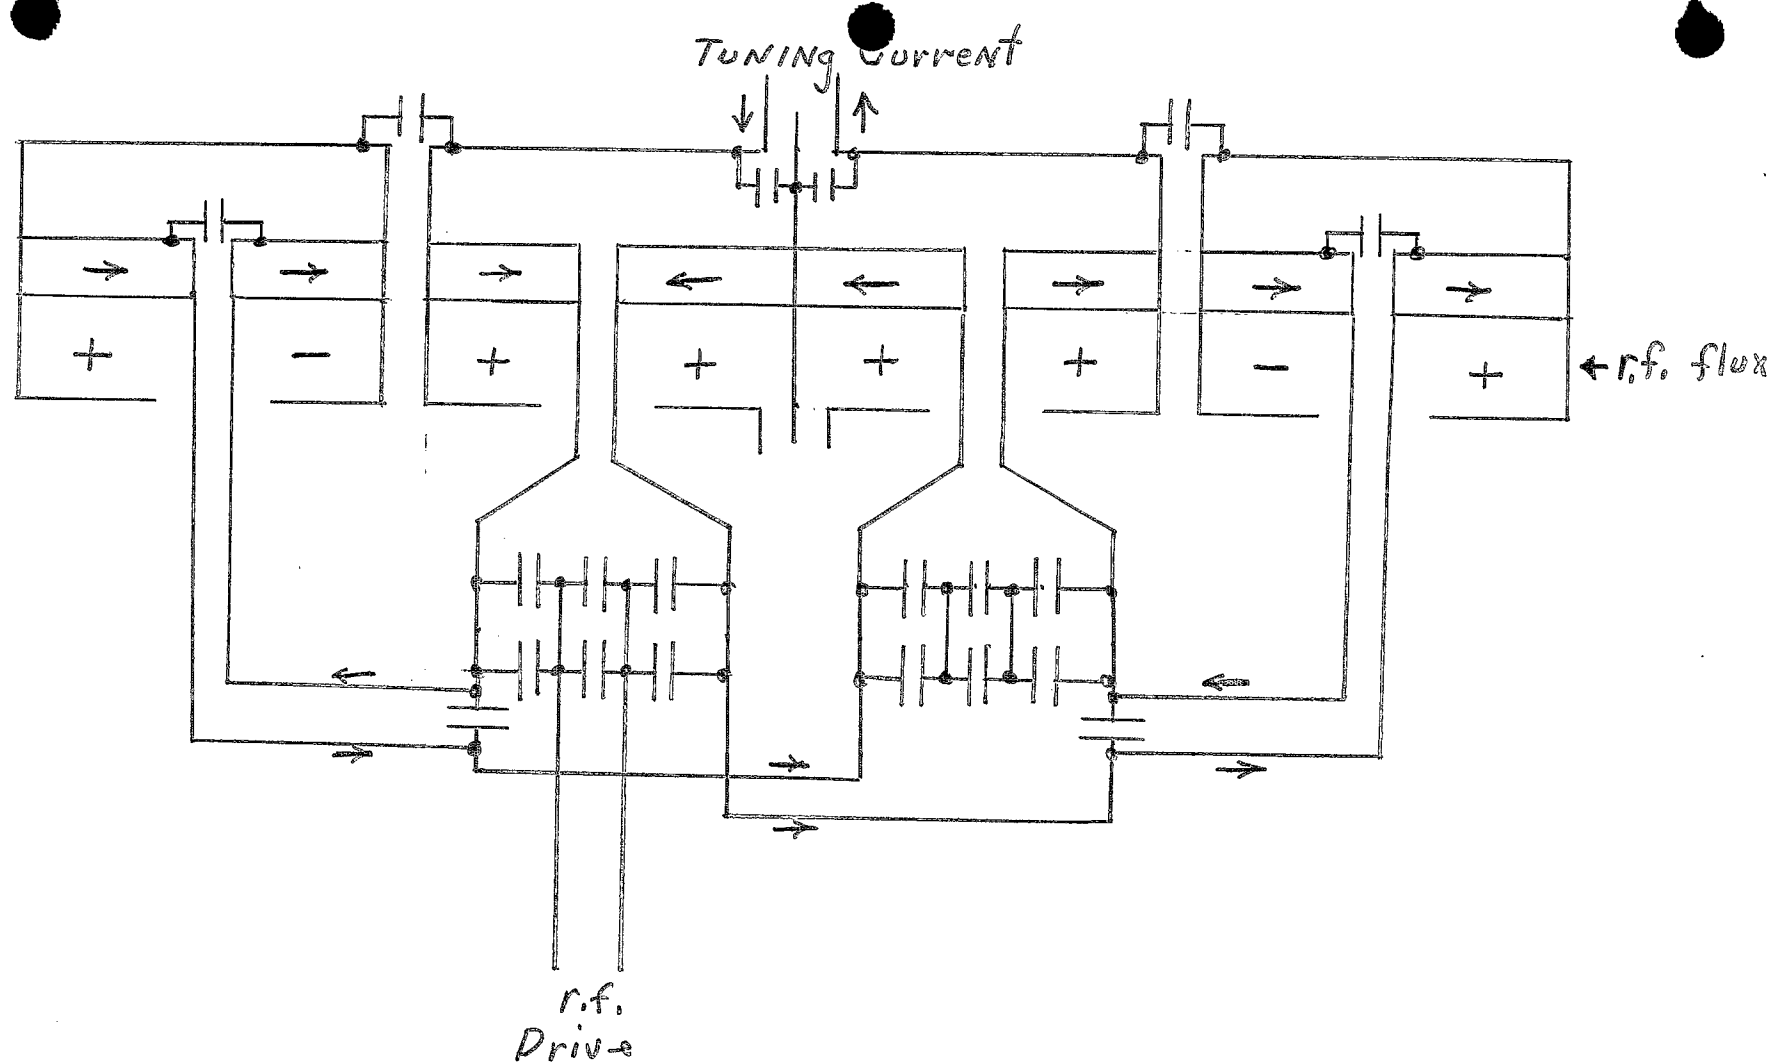 TUNING Current
+
-
+
+
+
+
-
+
r.f. flux
r.f.
Drive